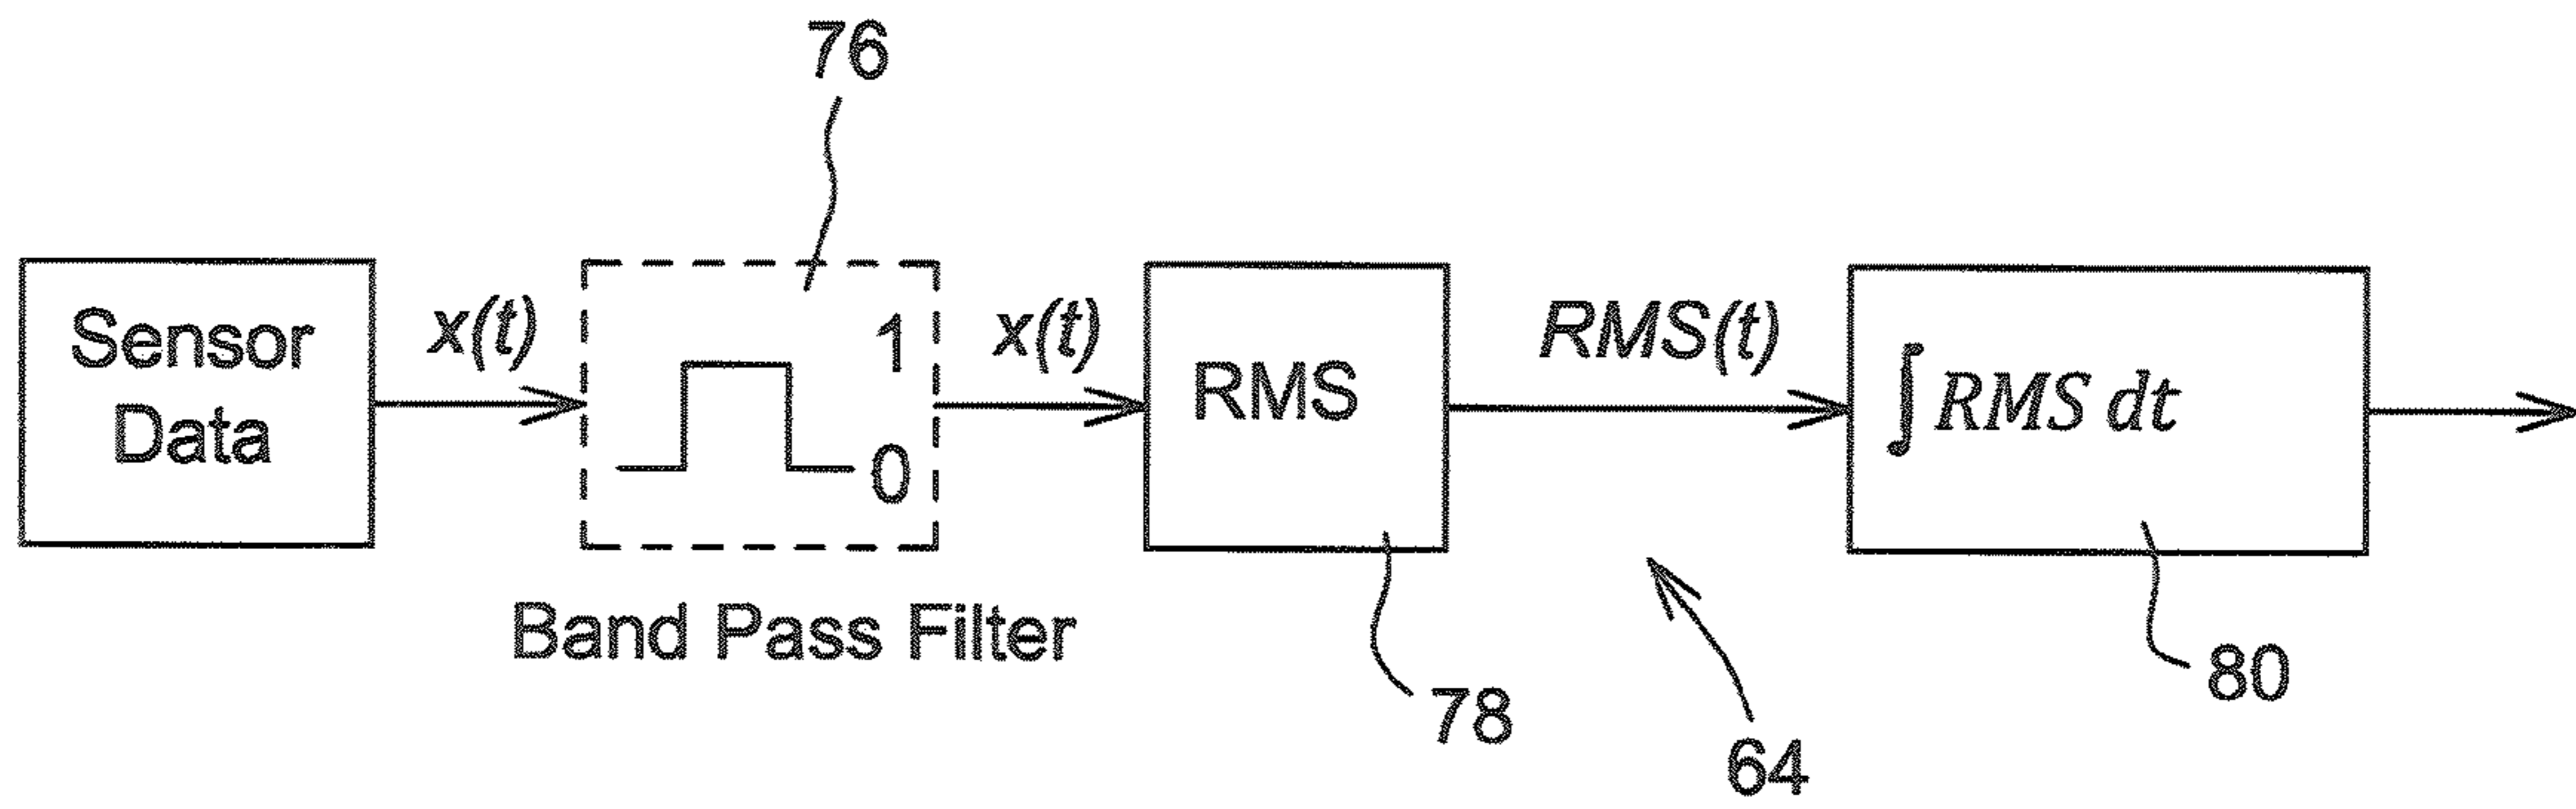 76
Sensor
Data
x(t)
1
0
x(t)
RMS
RMS(t)
∫ RMS dt
Band Pass Filter
78
64
80